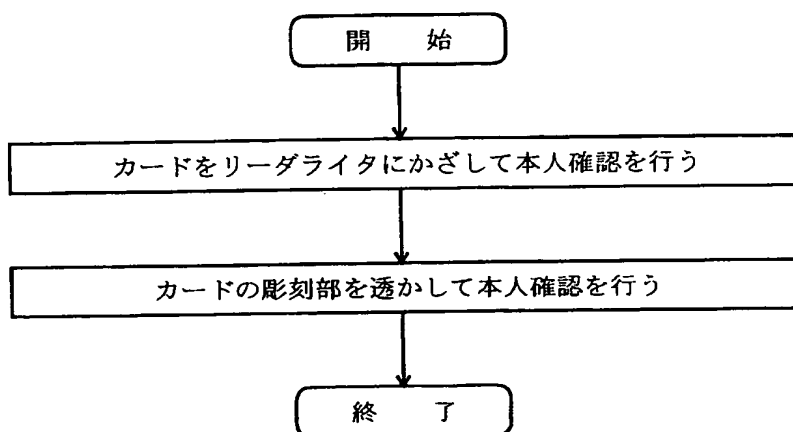 開 始
カードをリーダライタにかざして本人確認を行う
カードの彫刻部を透かして本人確認を行う
終 了